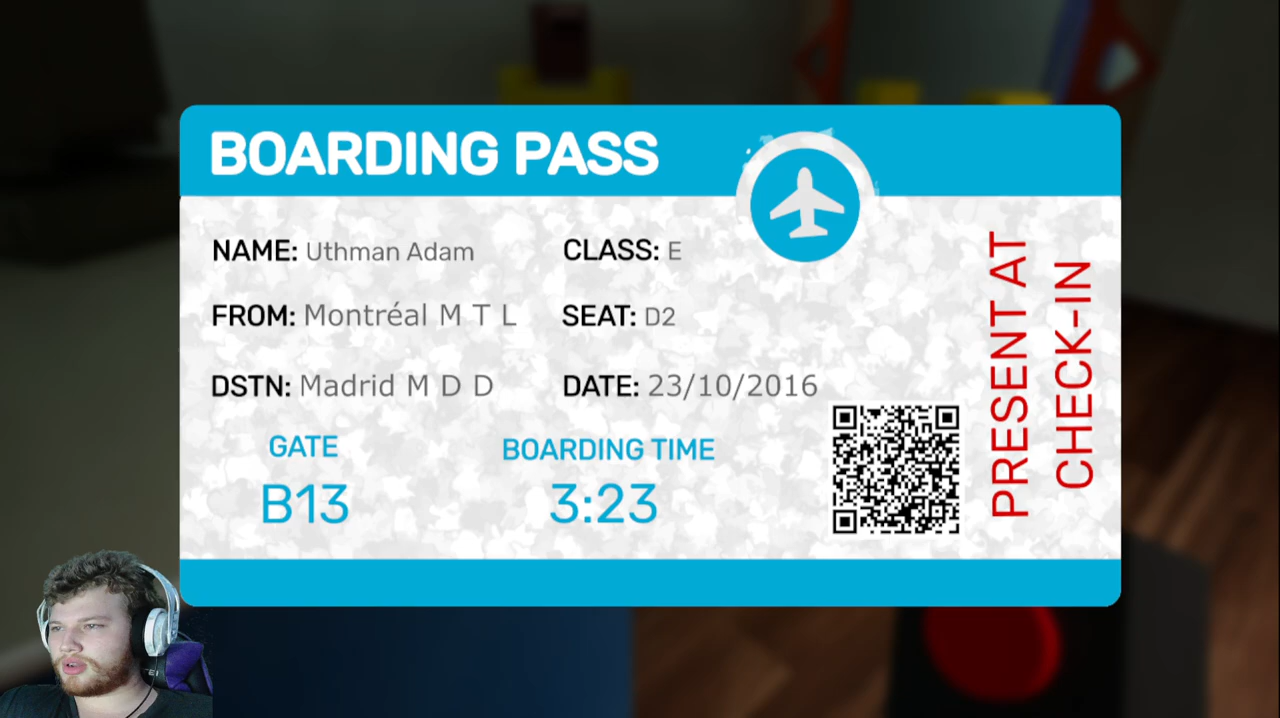 BOARDING PASS
NAME: Uthman Adam
CLASS: E
FROM: Montréal M T L
SEAT: D2
DSTN: Madrid M D D
DATE: 23/10/2016
GATE
B13
BOARDING TIME
3:23
PRESENT AT
CHECK-IN